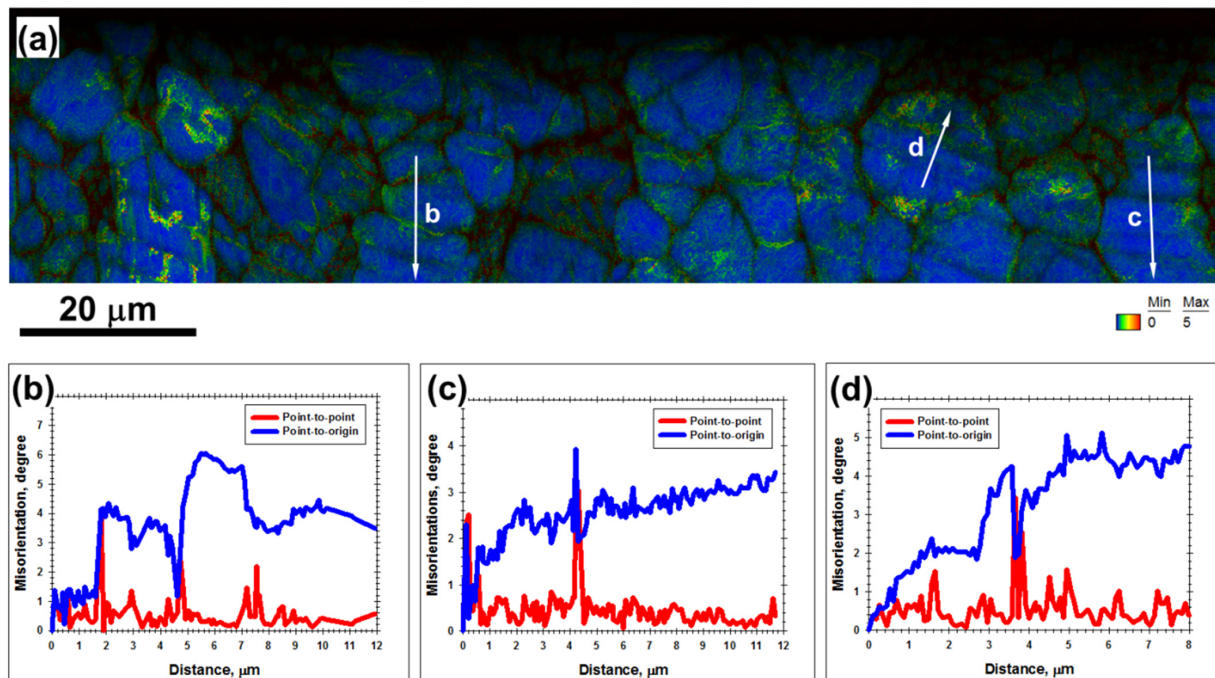 (a)
b
d
c
20 μm
Min Max
0 5
(b)
Misorientation, degree
7
6
5
4
3
2
1
0
Point-to-point
Point-to-origin
0 1 2 3 4 5 6 7 8 9 10 11 12
Distance, μm
(c)
Misorientations, degree
4
3
2
1
0
Point-to-point
Point-to-origin
0 1 2 3 4 5 6 7 8 9 10 11 12
Distance, μm
(d)
Misorientation, degree
5
4
3
2
1
0
Point-to-point
Point-to-origin
0 1 2 3 4 5 6 7 8
Distance, μm